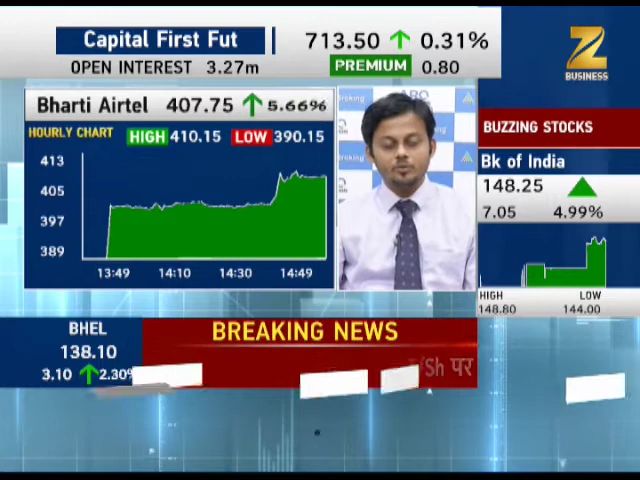 Capital First Fut
713.50 0.31%
OPEN INTEREST 3.27m
PREMIUM 0.80
Z
BUSINESS
Bharti Airtel 407.75 5.66%
HOURLY CHART HIGH 410.15 LOW 390.15
413
405
397
389
13:49 14:10 14:30 14:49
BUZZING STOCKS
Bk of India
148.25
7.05 4.99%
HIGH LOW
148.80 144.00
BHEL
138.10
3.10 2.30%
BREAKING NEWS
/Sh पर